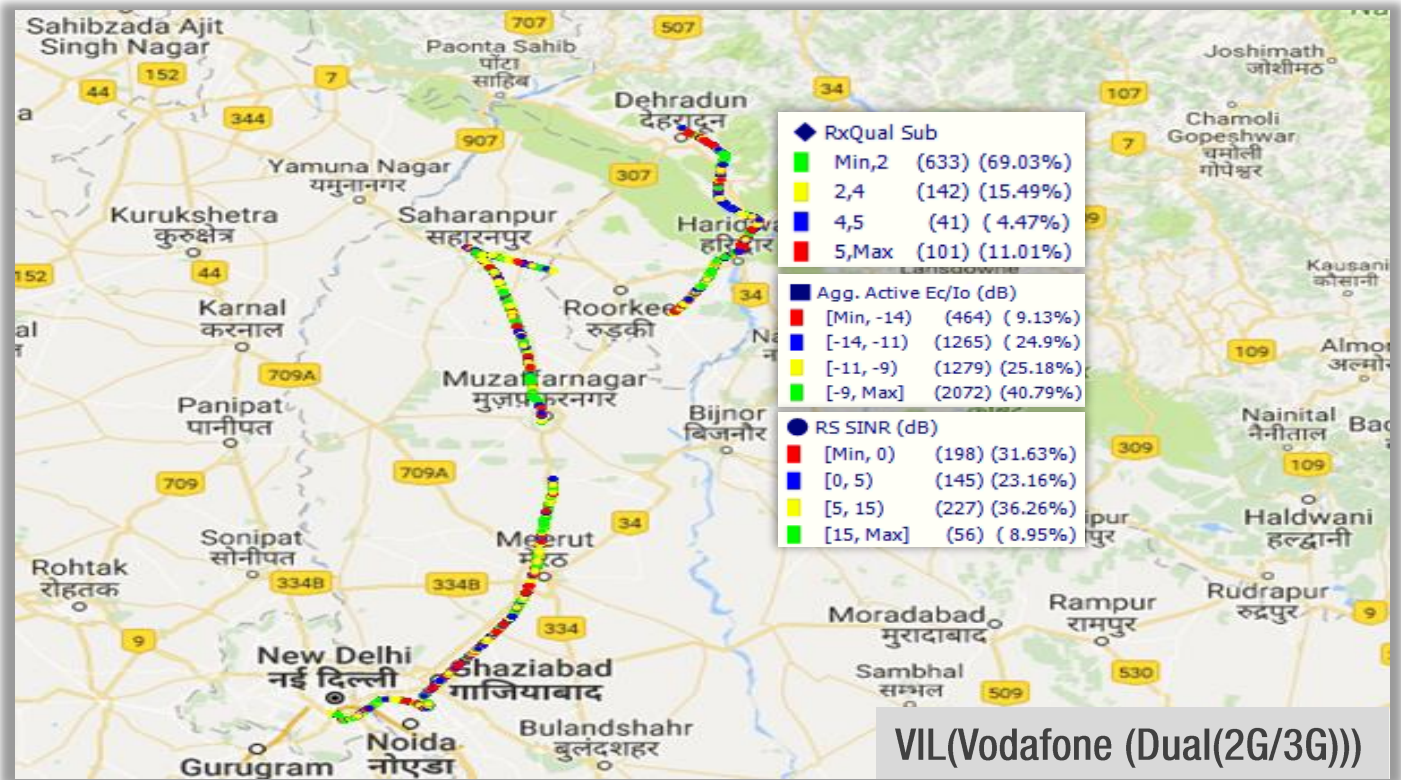 Sahibzada Ajit
Singh Nagar
707
507
Paonta Sahib
पांटा
साहिब
Joshimath
जोशीमठ
152
7
44
34
107
344
Dehradun
देहरादून
Chamoli
Gopeshwar
चमोली
गोपेश्वर
a
907
7
Yamuna Nagar
यमुनानगर
307
RxQual Sub
Min,2 (633) (69.03%)
2,4 (142) (15.49%)
4,5 (41) ( 4.47%)
5,Max (101) (11.01%)
Kurukshetra
कुरुक्षेत्र
Saharanpur
सहारनपुर
152
44
Kausani
कौसानी
34
Karnal
करनाल
Roorkee
रुड़की
Agg. Active Ec/Io (dB)
[Min, -14) (464) ( 9.13%)
[-14, -11) (1265) ( 24.9%)
[-11, -9) (1279) (25.18%)
[-9, Max] (2072) (40.79%)
al
109
709A
Muzaffarnagar
मुज़फ़्फ़रनगर
Panipat
पानीपत
Bijnor
बिजनौर
Nainital
नैनीताल
RS SINR (dB)
[Min, 0) (198) (31.63%)
[0, 5) (145) (23.16%)
[5, 15) (227) (36.26%)
[15, Max] (56) ( 8.95%)
309
109
709
709A
34
Sonipat
सोनीपत
Meerut
Haldwani
हल्द्वानी
Rohtak
रोहतक
334B
334B
Rudrapur
रुद्रपुर
9
334
Moradabad
मुरादाबाद
Rampur
रामपुर
9
New Delhi
नई दिल्ली
Ghaziabad
गाजियाबाद
Sambhal
सम्भल
509
530
Bulandshahr
बुलंदशहर
Noida
नोएडा
Gurugram
VIL(Vodafone (Dual(2G/3G)))